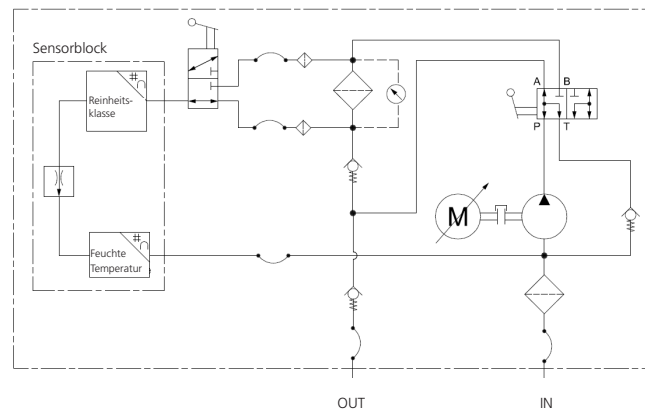 Sensorblock
Reinheits-
klasse
Feuchte
Temperatur
A B
P T
M
OUT
IN